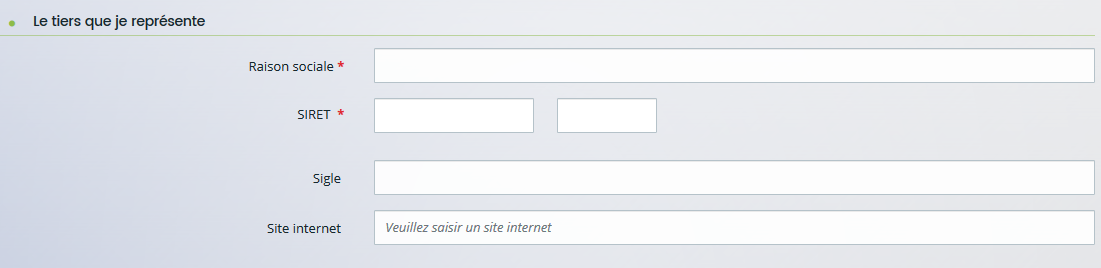 Le tiers que je représente
Raison sociale *
SIRET *
Sigle
Site internet Veuillez saisir un site internet